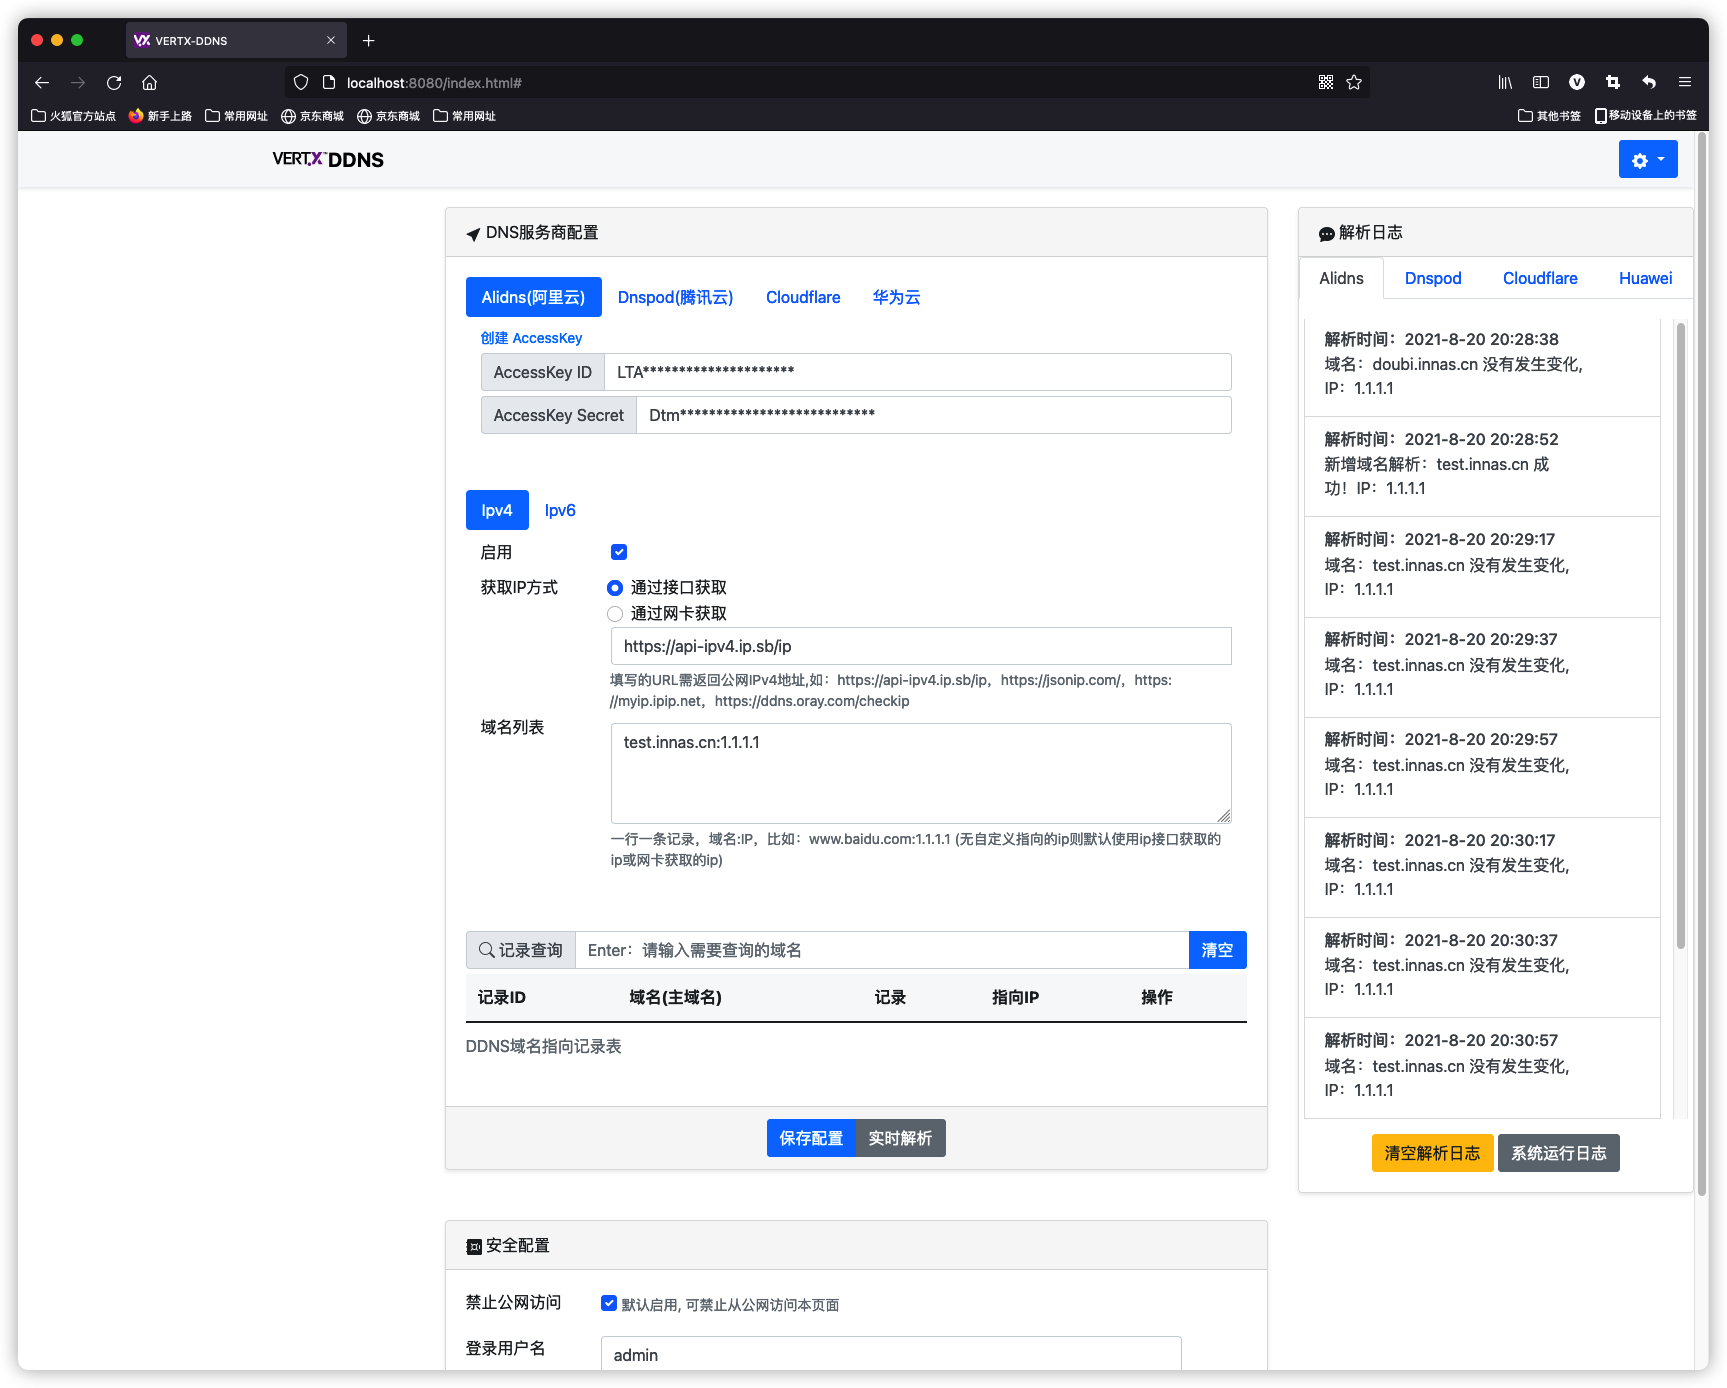 VERTX-DDNS
localhost:8080/index.html#
火狐官方站点
新手上路
常用网址
京东商城
京东商城
常用网址
其他书签
移动设备上的书签
VERT.X™DDNS
DNS服务商配置
Alidns(阿里云)
Dnspod(腾讯云)
Cloudflare
华为云
创建 AccessKey
AccessKey ID
LTA*********************
AccessKey Secret
Dtm***************************
Ipv4
Ipv6
启用
获取IP方式
通过接口获取
通过网卡获取
https://api-ipv4.ip.sb/ip
填写的URL需返回公网IPv4地址,如：https://api-ipv4.ip.sb/ip，https://jsonip.com/，https:
//myip.ipip.net，https://ddns.oray.com/checkip
域名列表
test.innas.cn:1.1.1.1
一行一条记录，域名:IP，比如：www.baidu.com:1.1.1.1 (无自定义指向的ip则默认使用ip接口获取的
ip或网卡获取的ip)
记录查询
Enter：请输入需要查询的域名
清空
记录ID
域名(主域名)
记录
指向IP
操作
DDNS域名指向记录表
保存配置
实时解析
安全配置
禁止公网访问
默认启用, 可禁止从公网访问本页面
登录用户名
admin
解析日志
Alidns
Dnspod
Cloudflare
Huawei
解析时间：2021-8-20 20:28:38
域名：doubi.innas.cn 没有发生变化,
IP：1.1.1.1
解析时间：2021-8-20 20:28:52
新增域名解析：test.innas.cn 成
功！IP：1.1.1.1
解析时间：2021-8-20 20:29:17
域名：test.innas.cn 没有发生变化,
IP：1.1.1.1
解析时间：2021-8-20 20:29:37
域名：test.innas.cn 没有发生变化,
IP：1.1.1.1
解析时间：2021-8-20 20:29:57
域名：test.innas.cn 没有发生变化,
IP：1.1.1.1
解析时间：2021-8-20 20:30:17
域名：test.innas.cn 没有发生变化,
IP：1.1.1.1
解析时间：2021-8-20 20:30:37
域名：test.innas.cn 没有发生变化,
IP：1.1.1.1
解析时间：2021-8-20 20:30:57
域名：test.innas.cn 没有发生变化,
IP：1.1.1.1
清空解析日志
系统运行日志